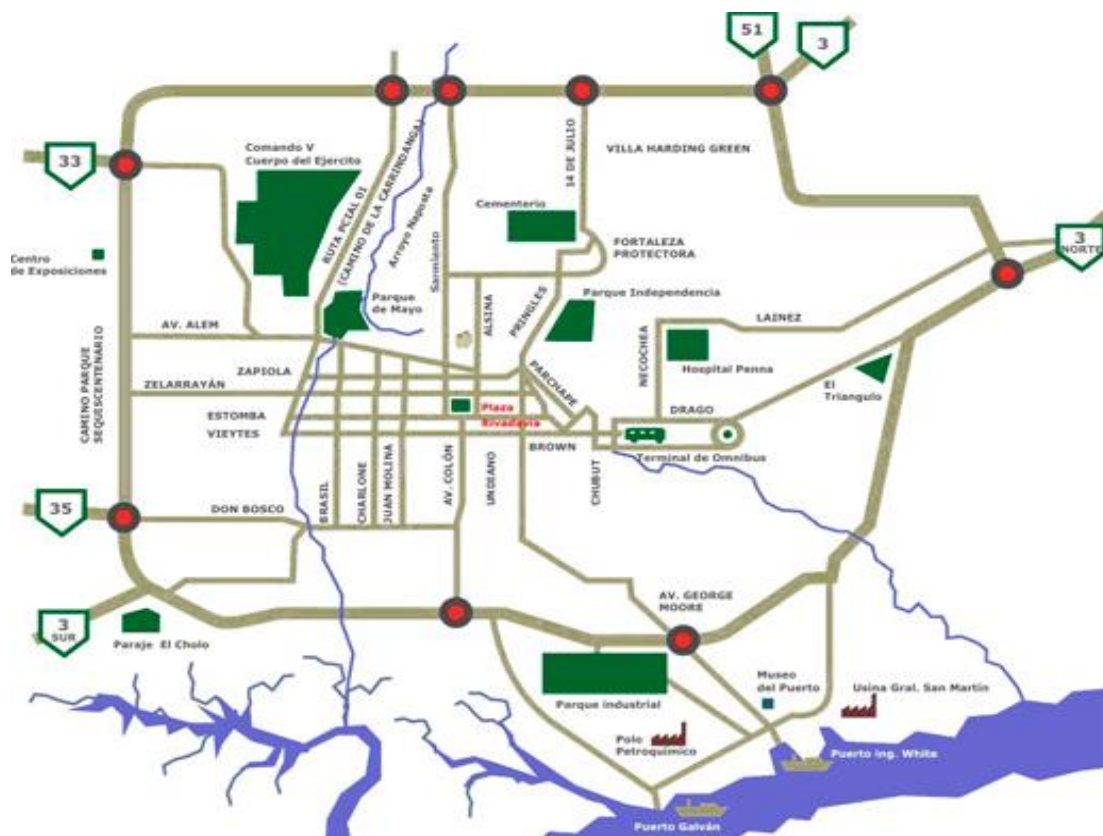 51
3
33
Comando V
Cuerpo del Ejercito
14 DE JULIO
VILLA HARDING GREEN
RUTA PCIAL 01
(CAMINO DE LA CARRINDANGA)
Arroyo Naposta
Sarmiento
Cementerio
FORTALEZA
PROTECTORA
3
NORTE
Centro
de Exposiciones
Parque
de Mayo
ALSINA
PRINGLES
Parque Independencia
AV. ALEM
LAINEZ
NECOCHEA
CAMINO PARQUE
SEQUISCENTENARIO
ZAPIOLA
ZELARRAYÁN
PARCHAPE
Hospital Penna
El
Triangulo
ESTOMBA
VIEYTES
Plaza
Rivadavia
DRAGO
BROWN
Terminal de Omnibus
BRASIL
CHARLONE
JUAN MOLINA
AV. COLÓN
UNDIANO
CHUBUT
35
DON BOSCO
AV. GEORGE
MOORE
3
SUR
Paraje El Cholo
Parque industrial
Museo
del Puerto
Usina Gral. San Martín
Polo
Petroquímico
Puerto ing. White
Puerto Galván